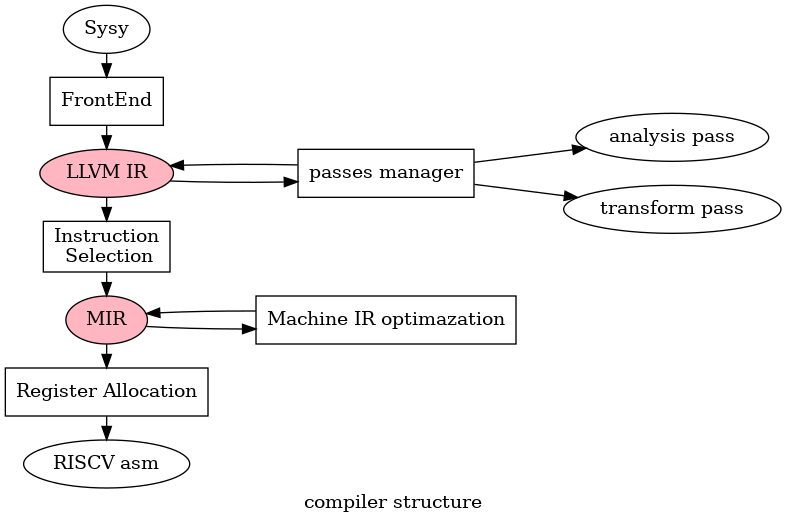 Sysy
FrontEnd
LLVM IR
passes manager
analysis pass
transform pass
Instruction
Selection
MIR
Machine IR optimazation
Register Allocation
RISCV asm
compiler structure